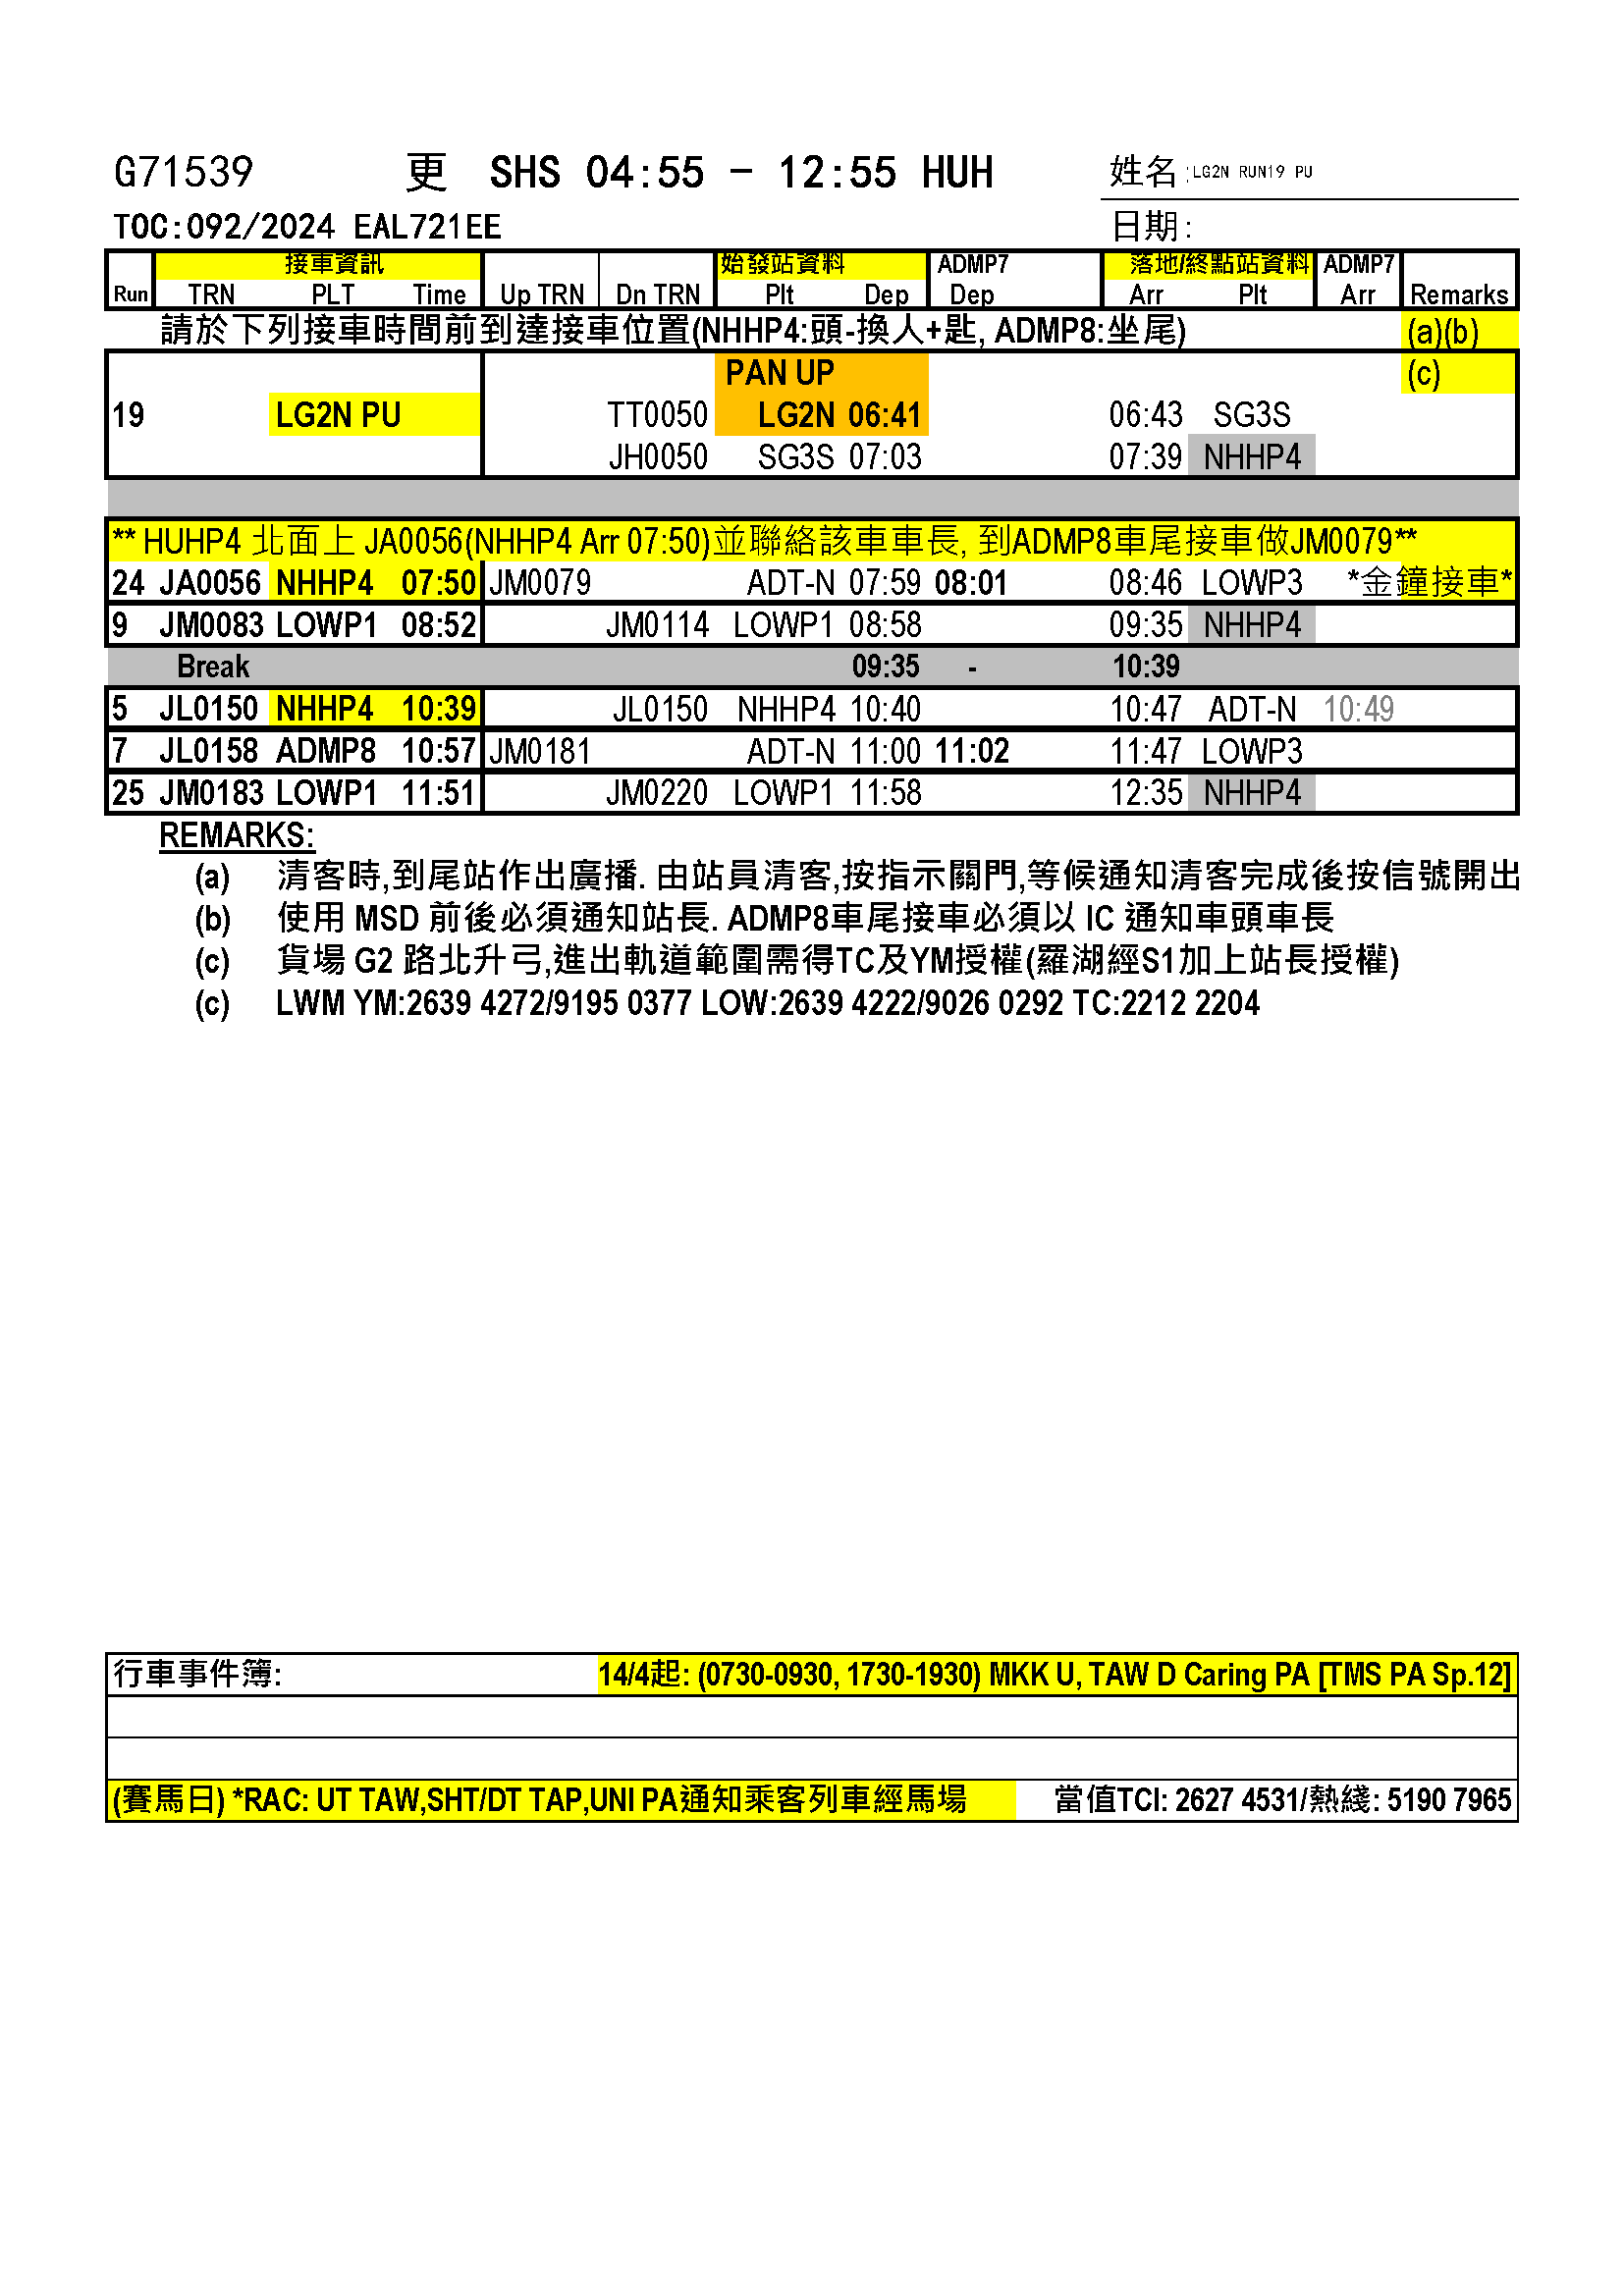 G71539 更 SHS 04:55 - 12:55 HUH 姓名:LG2N RUN19 PU
TOC:092/2024 EAL721EE 日期:
接車資訊 始發站資料 ADMP7 落地/終點站資料 ADMP7
Run TRN PLT Time Up TRN Dn TRN Plt Dep Dep Arr Plt Arr Remarks
請於下列接車時間前到達接車位置(NHHP4:頭-換人+匙, ADMP8:坐尾) (a)(b)
PAN UP (c)
19 LG2N PU TT0050 LG2N 06:41 06:43 SG3S
JH0050 SG3S 07:03 07:39 NHHP4
** HUHP4 北面上 JA0056(NHHP4 Arr 07:50)並聯絡該車車長, 到ADMP8車尾接車做JM0079**
24 JA0056 NHHP4 07:50 JM0079 ADT-N 07:59 08:01 08:46 LOWP3 *金鐘接車*
9 JM0083 LOWP1 08:52 JM0114 LOWP1 08:58 09:35 NHHP4
Break 09:35 - 10:39
5 JL0150 NHHP4 10:39 JL0150 NHHP4 10:40 10:47 ADT-N 10:49
7 JL0158 ADMP8 10:57 JM0181 ADT-N 11:00 11:02 11:47 LOWP3
25 JM0183 LOWP1 11:51 JM0220 LOWP1 11:58 12:35 NHHP4
REMARKS:
(a) 清客時,到尾站作出廣播. 由站員清客,按指示關門,等候通知清客完成後按信號開出
(b) 使用 MSD 前後必須通知站長. ADMP8車尾接車必須以 IC 通知車頭車長
(c) 貨場 G2 路北升弓,進出軌道範圍需得TC及YM授權(羅湖經S1加上站長授權)
(c) LWM YM:2639 4272/9195 0377 LOW:2639 4222/9026 0292 TC:2212 2204
行車事件簿: 14/4起: (0730-0930, 1730-1930) MKK U, TAW D Caring PA [TMS PA Sp.12]
(賽馬日) *RAC: UT TAW,SHT/DT TAP,UNI PA通知乘客列車經馬場 當值TCI: 2627 4531/熱綫: 5190 7965